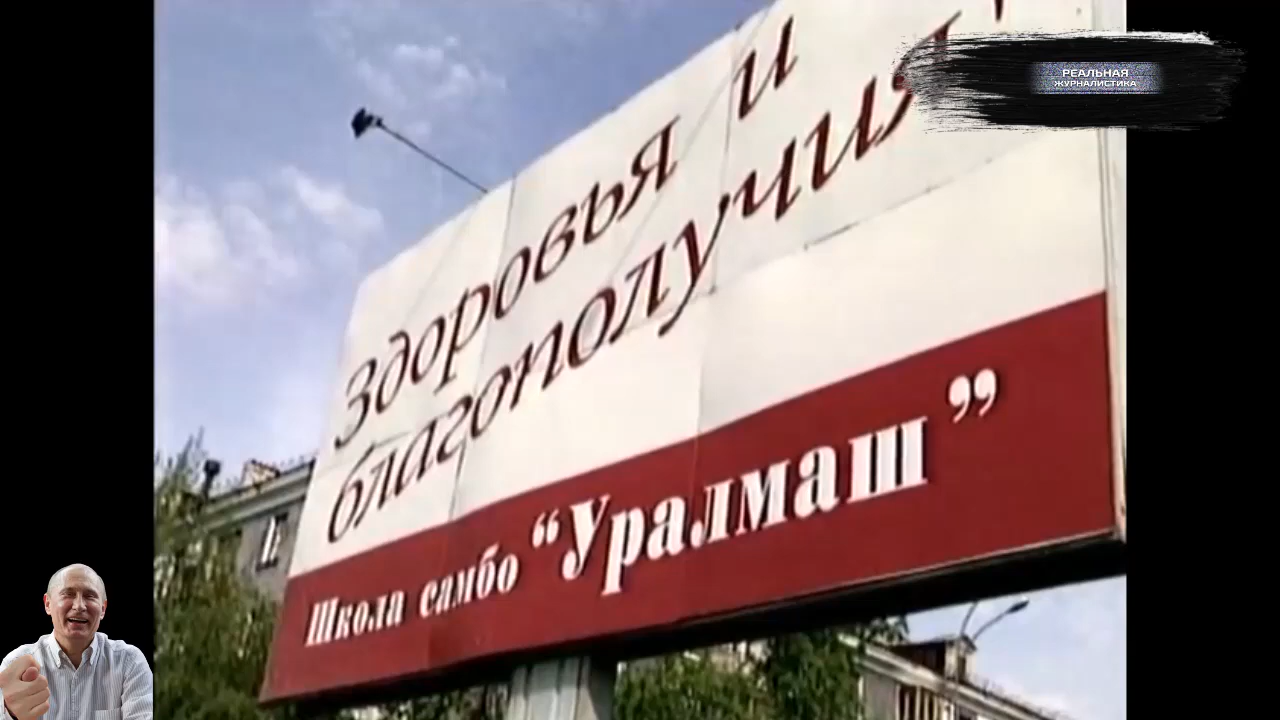 Здоровья и
благополучия
Школа самбо “Уралмаш”
РЕАЛЬНАЯ
ЖУРНАЛИСТИКА